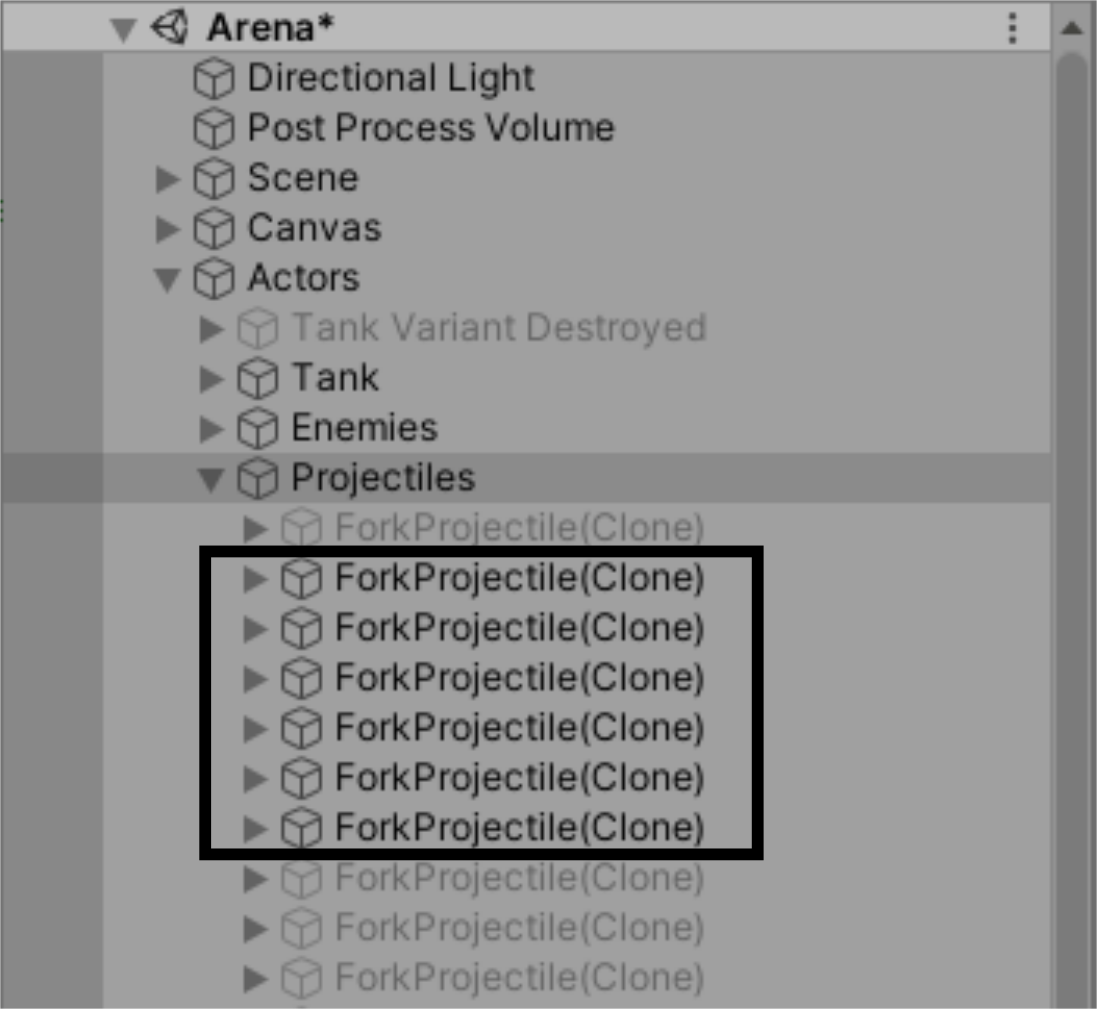 Arena*
Directional Light
Post Process Volume
Scene
Canvas
Actors
Tank Variant Destroyed
Tank
Enemies
Projectiles
ForkProjectile(Clone)
ForkProjectile(Clone)
ForkProjectile(Clone)
ForkProjectile(Clone)
ForkProjectile(Clone)
ForkProjectile(Clone)
ForkProjectile(Clone)
ForkProjectile(Clone)
ForkProjectile(Clone)
ForkProjectile(Clone)